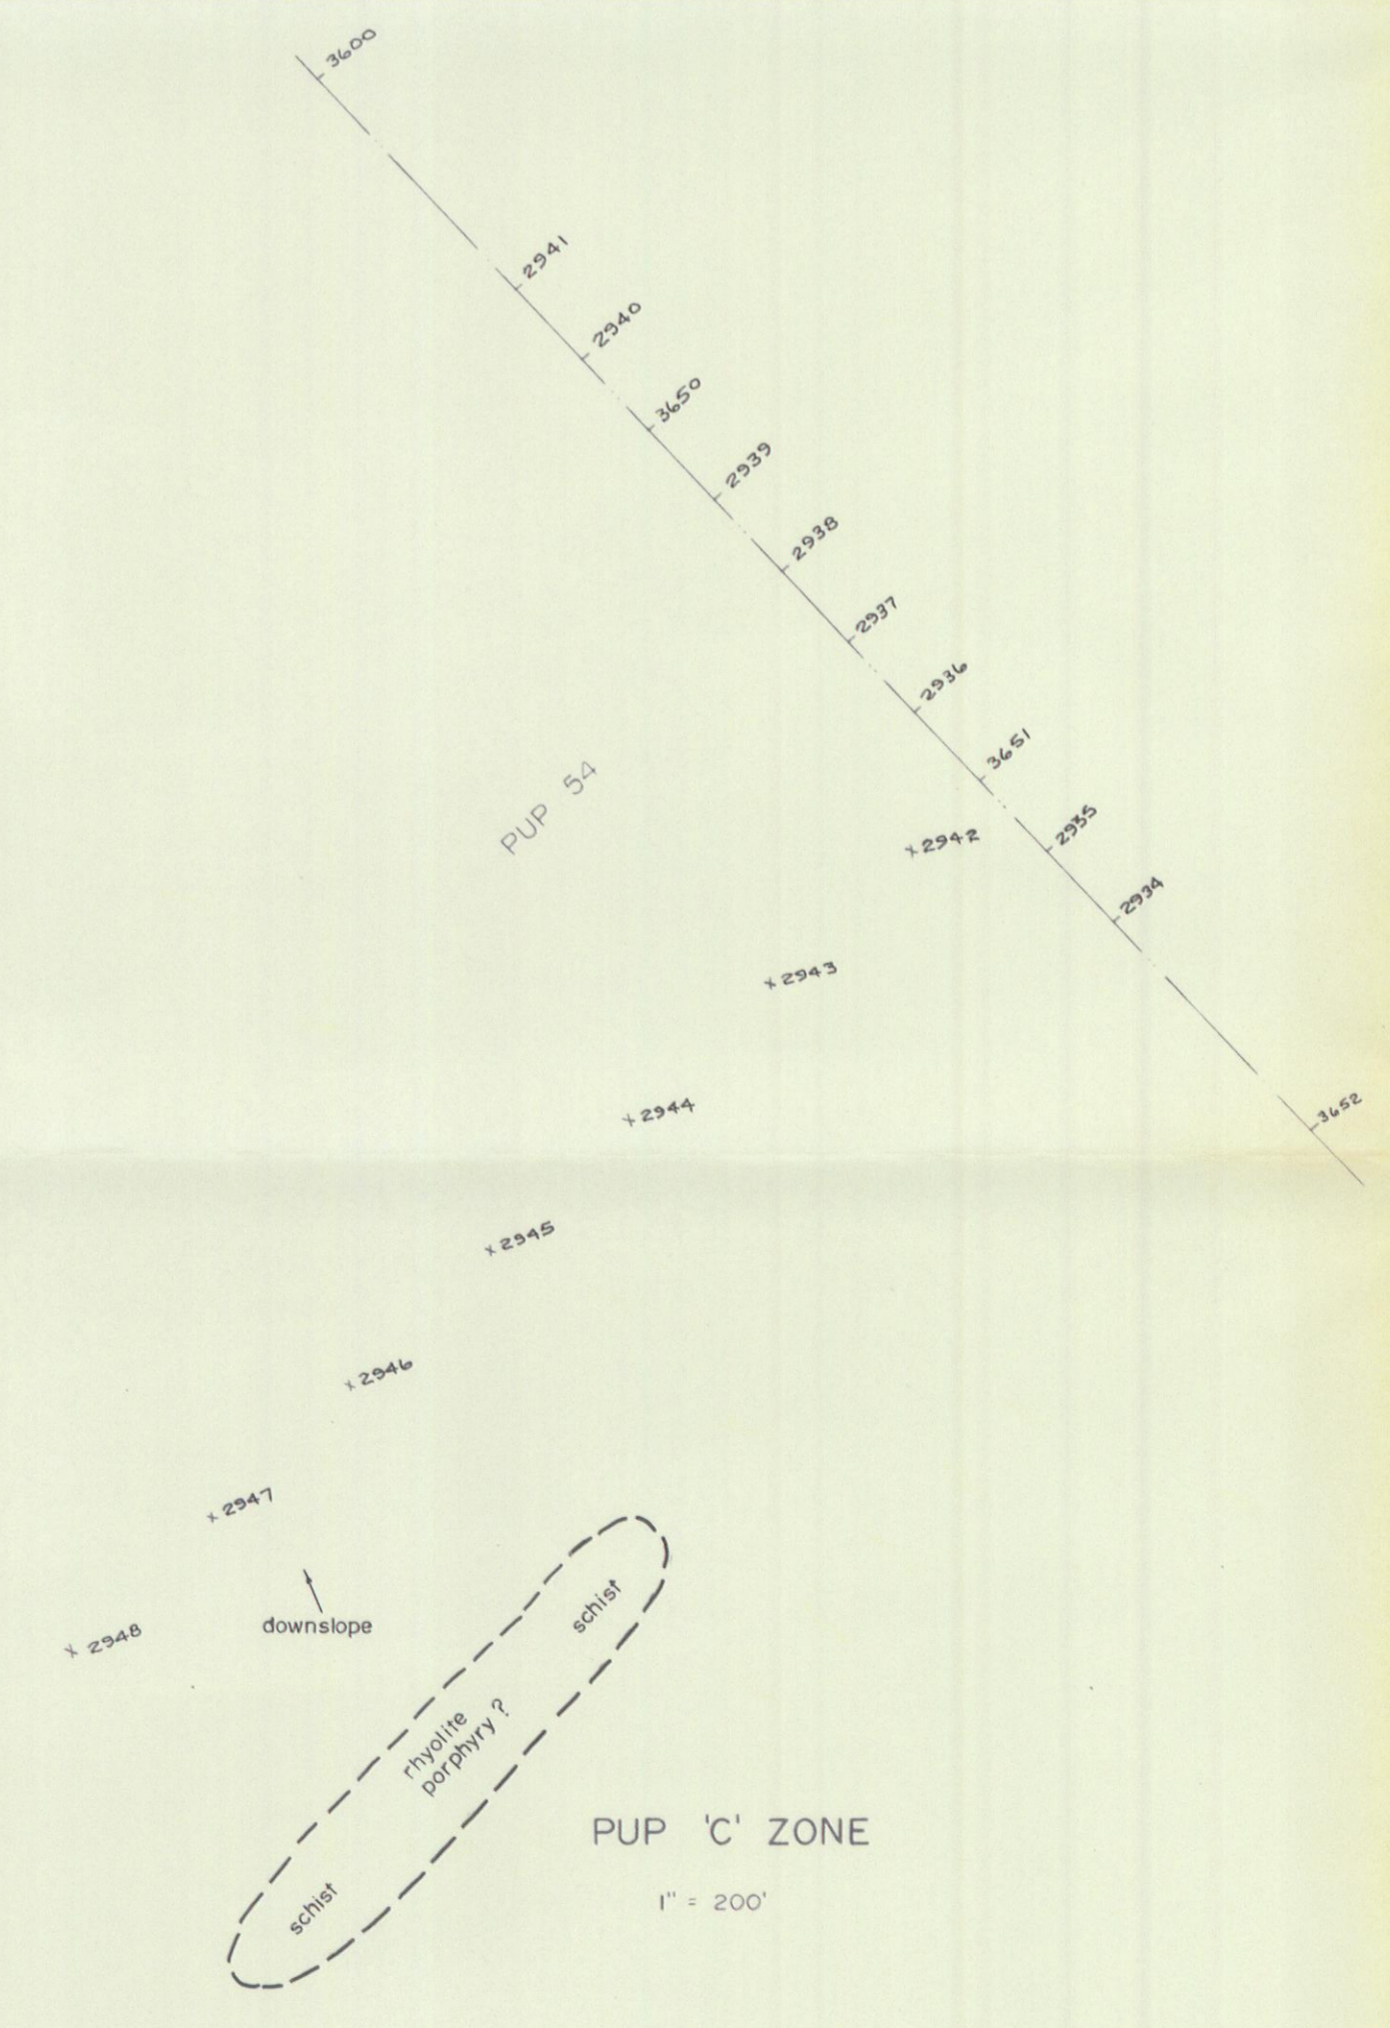 3600
2941
2940
3650
2939
2938
2937
2936
3651
2935
2934
3652
PUP 54
x 2942
x 2943
x 2944
x 2945
x 2946
x 2947
x 2948
downslope
schist
rhyolite
porphyry ?
schist
PUP 'C' ZONE
1" = 200'